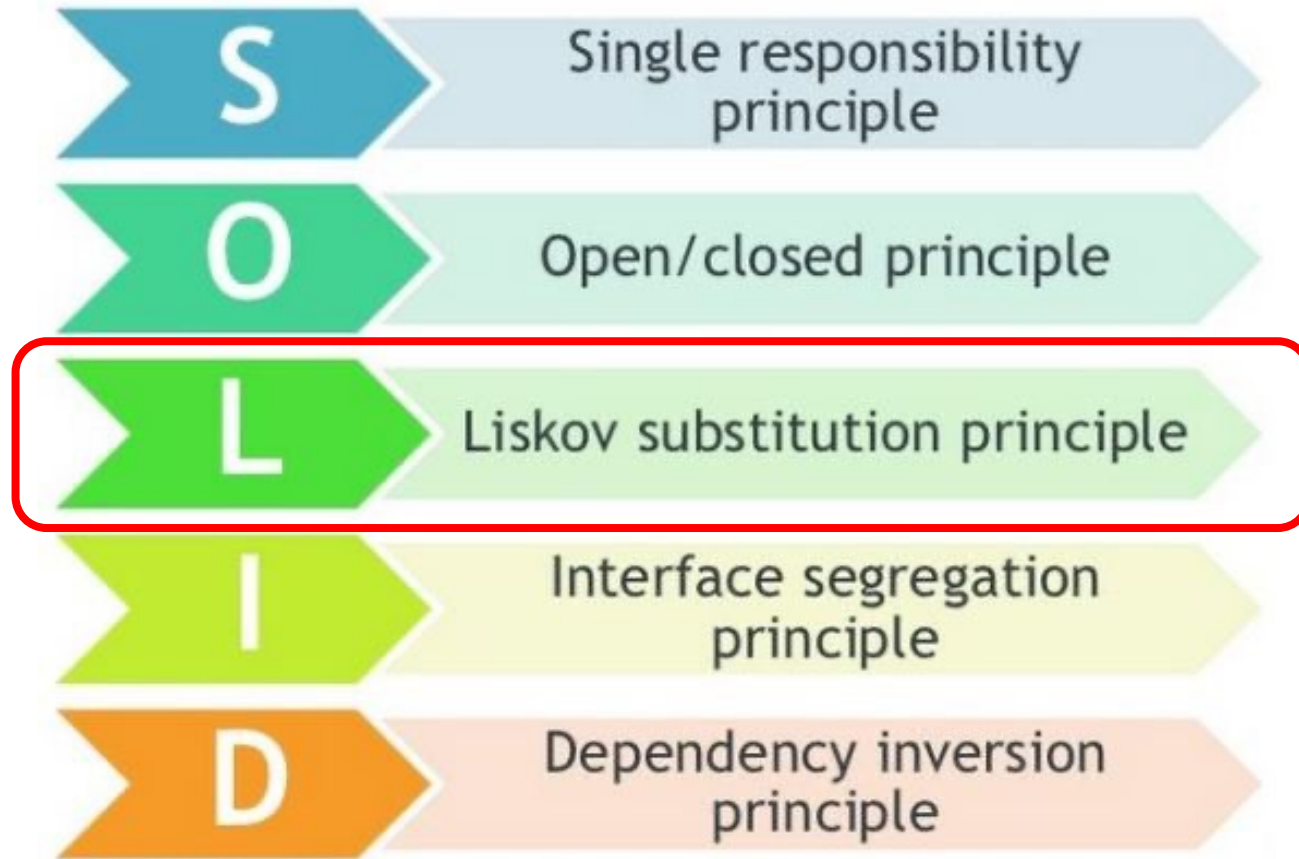 S
Single responsibility
principle
O
Open/closed principle
L
Liskov substitution principle
I
Interface segregation
principle
D
Dependency inversion
principle